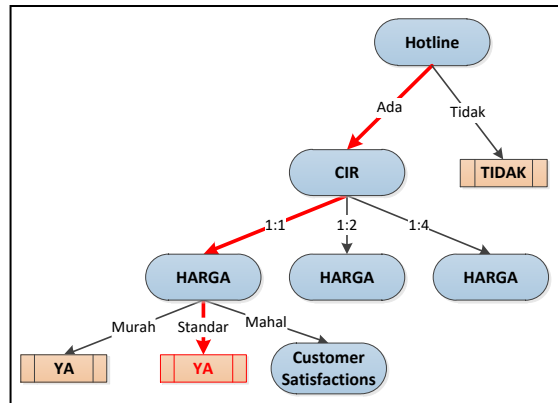 Hotline
Ada
Tidak
CIR
TIDAK
1:1
1:2
1:4
HARGA
HARGA
HARGA
Murah
Standar
Mahal
YA
YA
Customer
Satisfactions